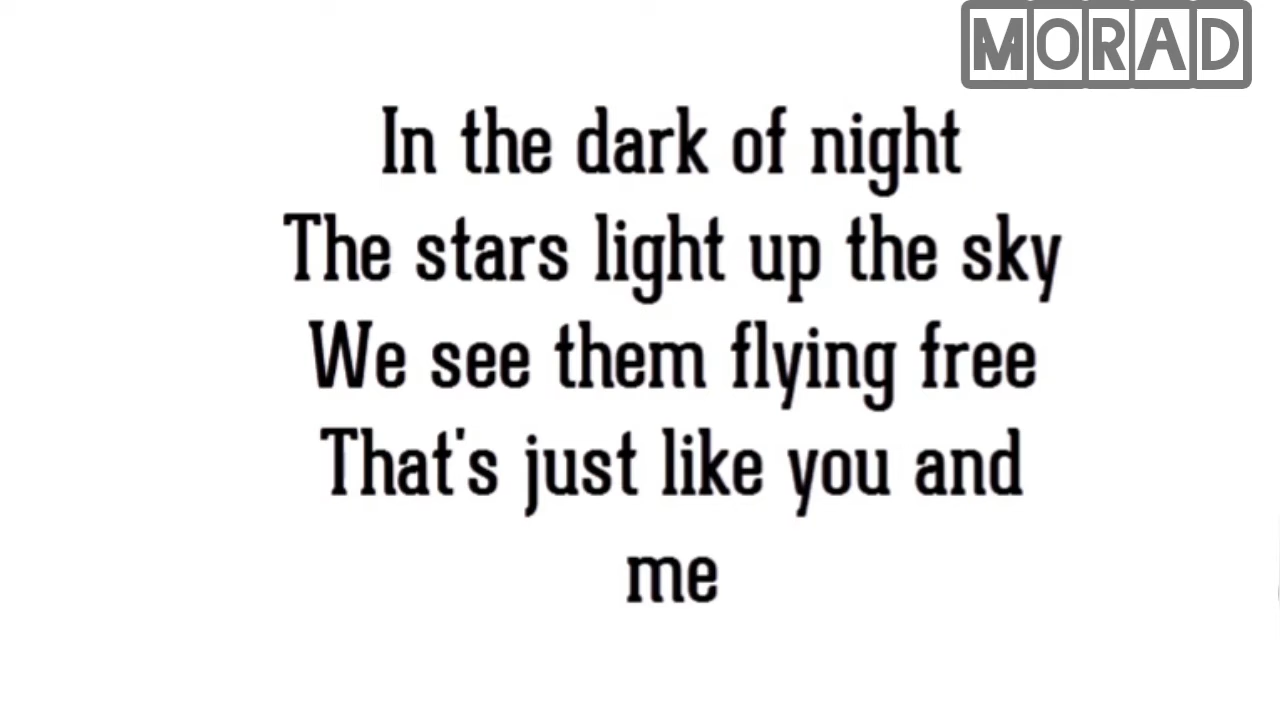 MORAD
In the dark of night
The stars light up the sky
We see them flying free
That's just like you and
me